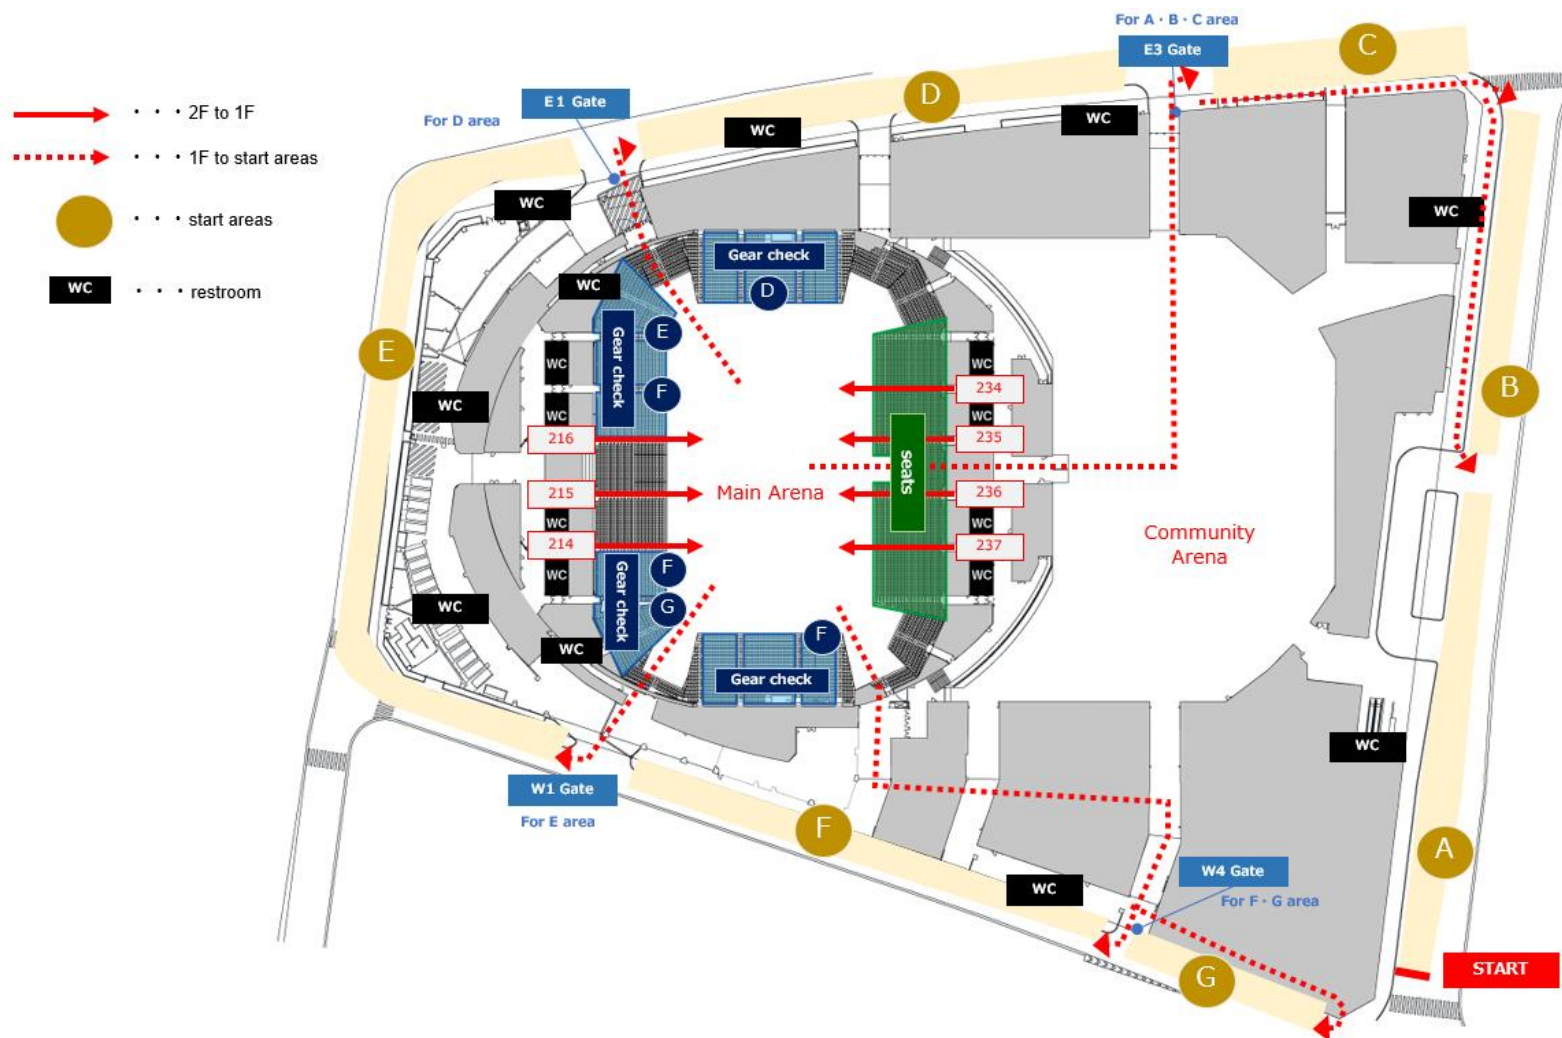 For A・B・C area
E3 Gate
C
E1 Gate
For D area
D
WC
WC
・・・ 2F to 1F
・・・ 1F to start areas
・・・ start areas
WC ・・・ restroom
WC
WC
Gear check
D
WC
E
Gear check
E
F
WC
WC
WC
WC
WC
234
B
216
235
seats
215
Main Arena
236
WC
WC
214
237
Community
Arena
WC
WC
F
Gear check
G
WC
WC
F
Gear check
WC
W1 Gate
For E area
F
A
W4 Gate
For F・G area
WC
G
START